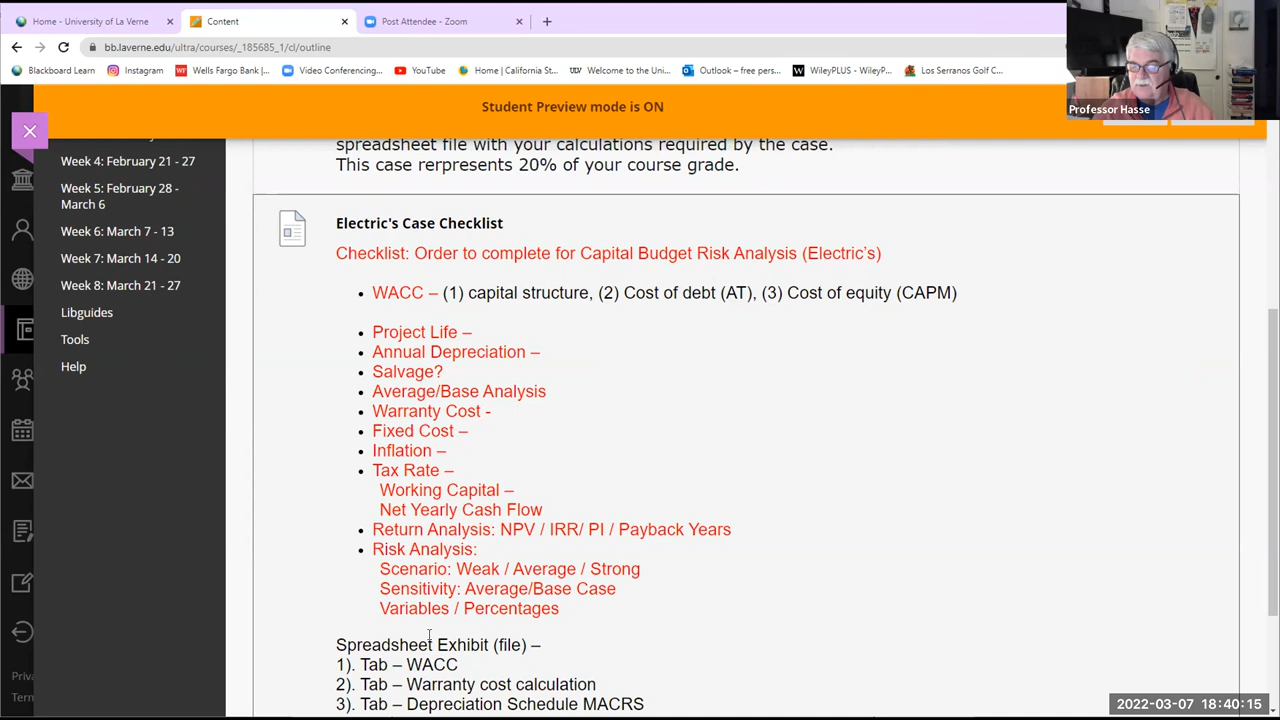 Home - University of La Verne
Content
Post Attendee - Zoom
bb.laverne.edu/ultra/courses/_185685_1/cl/outline
Blackboard Learn
Instagram
Wells Fargo Bank |...
Video Conferencing...
YouTube
Home | California St...
Welcome to the Uni...
Outlook – free pers...
WileyPLUS - WileyP...
Los Serranos Golf C...
Professor Hasse
Student Preview mode is ON
Week 4: February 21 - 27
Week 5: February 28 -
March 6
Week 6: March 7 - 13
Week 7: March 14 - 20
Week 8: March 21 - 27
Libguides
Tools
Help
Priva
Term
spreadsheet file with your calculations required by the case.
This case rerpresents 20% of your course grade.
Electric's Case Checklist
Checklist: Order to complete for Capital Budget Risk Analysis (Electric’s)
• WACC – (1) capital structure, (2) Cost of debt (AT), (3) Cost of equity (CAPM)
• Project Life –
• Annual Depreciation –
• Salvage?
• Average/Base Analysis
• Warranty Cost -
• Fixed Cost –
• Inflation –
• Tax Rate –
Working Capital –
Net Yearly Cash Flow
• Return Analysis: NPV / IRR/ PI / Payback Years
• Risk Analysis:
Scenario: Weak / Average / Strong
Sensitivity: Average/Base Case
Variables / Percentages
Spreadsheet Exhibit (file) –
1). Tab – WACC
2). Tab – Warranty cost calculation
3). Tab – Depreciation Schedule MACRS
2022-03-07 18:40:15